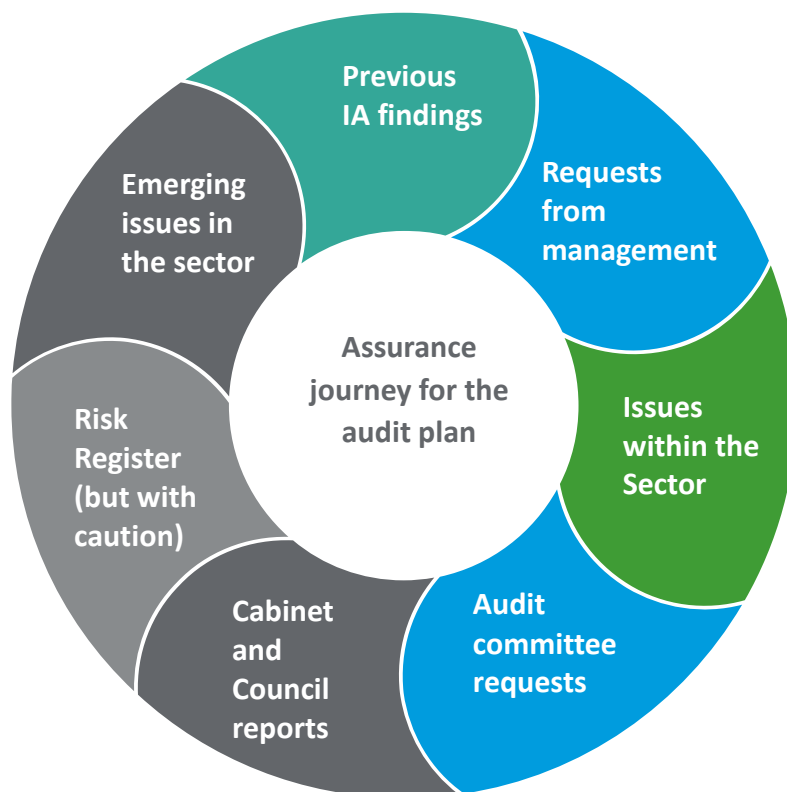 Previous
IA findings
Requests
from
management
Issues
within the
Sector
Audit
committee
requests
Cabinet
and
Council
reports
Risk
Register
(but with
caution)
Emerging
issues in
the sector
Assurance
journey for the
audit plan